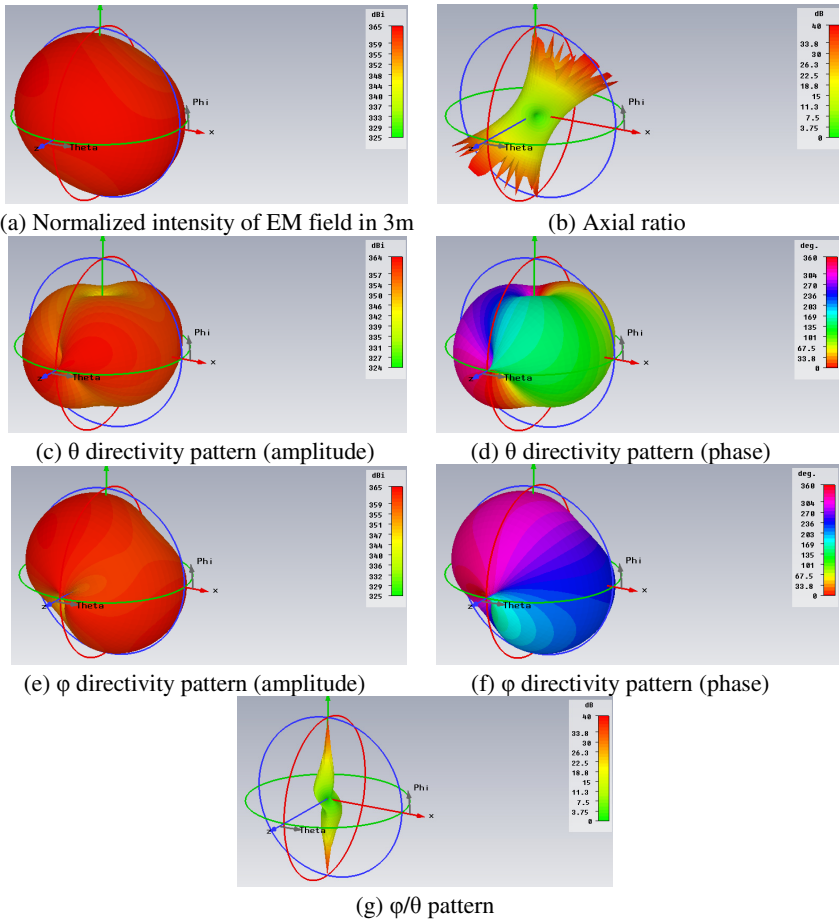 dBi
365
359
355
352
348
344
340
337
333
329
325
Phi
x
z
Theta
(a) Normalized intensity of EM field in 3m
dB
40
33.8
30
26.3
22.5
18.8
15
11.3
7.5
3.75
0
Phi
x
z
Theta
(b) Axial ratio
dBi
364
357
354
350
346
342
339
335
331
327
324
Phi
x
z
Theta
(c) θ directivity pattern (amplitude)
deg.
360
304
270
236
203
169
135
101
67.5
33.8
0
Phi
x
z
Theta
(d) θ directivity pattern (phase)
dBi
365
359
355
351
347
344
340
336
332
329
325
Phi
x
z
Theta
(e) φ directivity pattern (amplitude)
deg.
360
304
270
236
203
169
135
101
67.5
33.8
0
Phi
x
z
Theta
(f) φ directivity pattern (phase)
dB
40
33.8
30
26.3
22.5
18.8
15
11.3
7.5
3.75
0
Phi
x
z
Theta
(g) φ/θ pattern